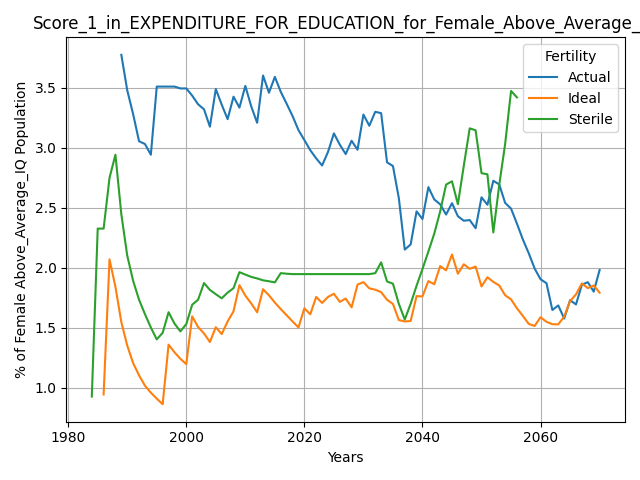 Score_1_in_EXPENDITURE_FOR_EDUCATION_for_Female_Above_Average_
Fertility
Actual
Ideal
Sterile
% of Female Above_Average_IQ Population
3.5
3.0
2.5
2.0
1.5
1.0
1980
2000
2020
2040
2060
Years